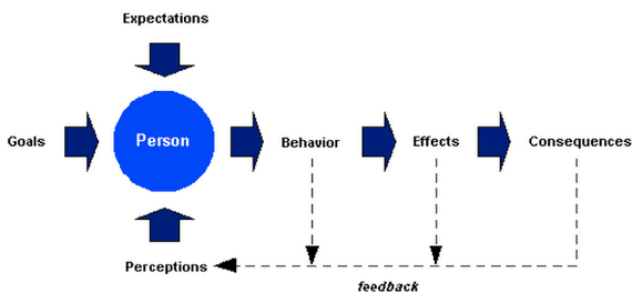 Expectations
Goals
Person
Behavior
Effects
Consequences
Perceptions
feedback